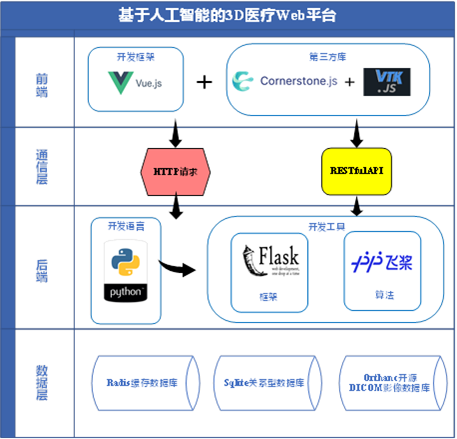 基于人工智能的3D医疗Web平台
前端
开发框架
Vue.js
+
第三方库
Cornerstone.js
+
VTK
.JS
通信层
HTTP请求
RESTfulAPI
后端
开发语言
python™
开发工具
Flask
web development,
one drop at a time
框架
飞桨
算法
数据层
Radis缓存数据库
Sqlite关系型数据库
Orthanc开源
DICOM影像数据库